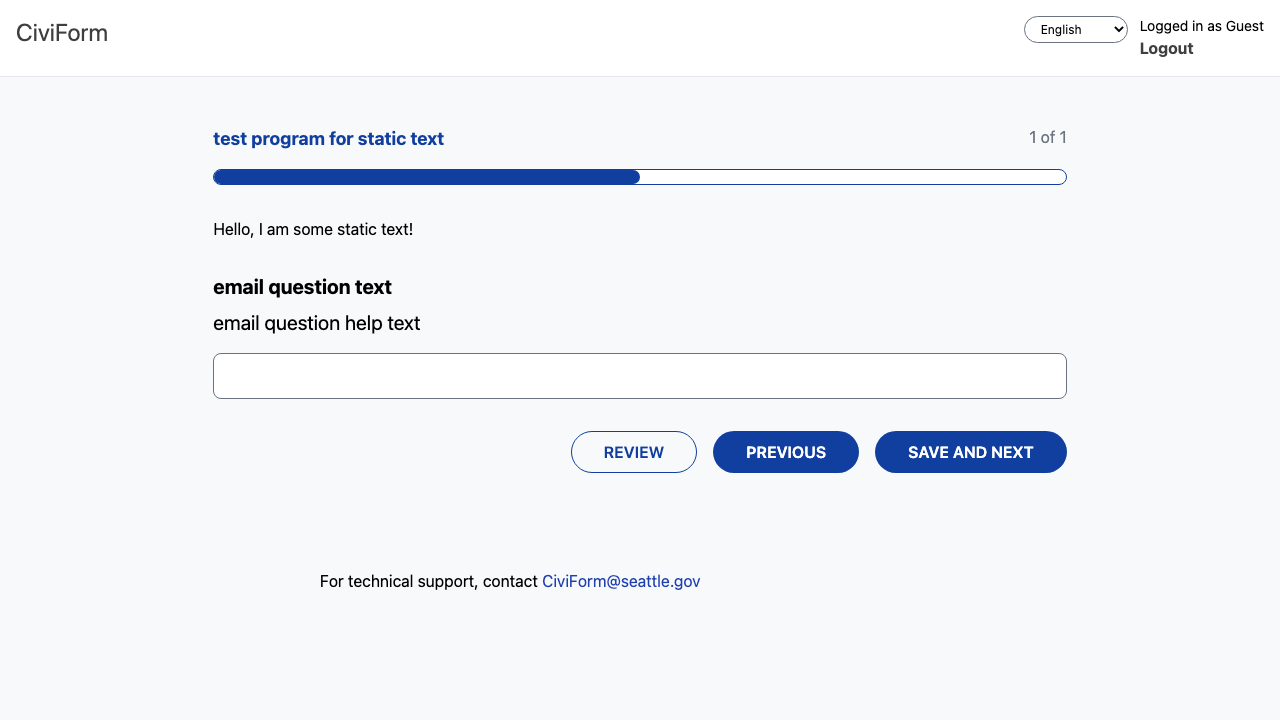 CiviForm
English
Logged in as Guest
Logout
test program for static text
1 of 1
Hello, I am some static text!
email question text
email question help text
REVIEW
PREVIOUS
SAVE AND NEXT
For technical support, contact CiviForm@seattle.gov